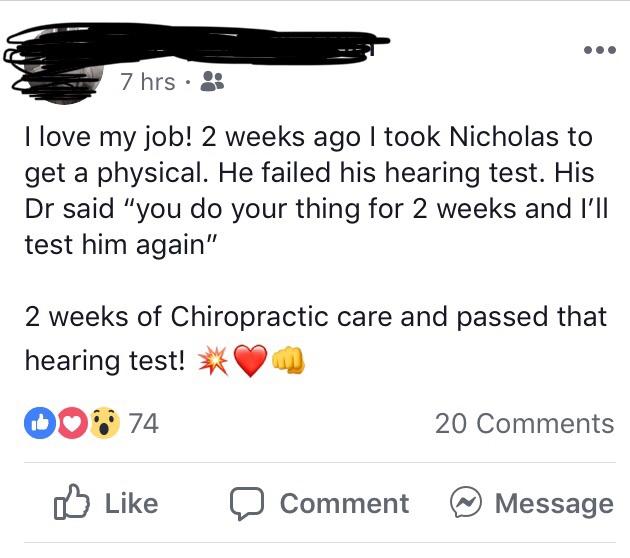 7 hrs ·
I love my job! 2 weeks ago I took Nicholas to
get a physical. He failed his hearing test. His
Dr said “you do your thing for 2 weeks and I’ll
test him again”
2 weeks of Chiropractic care and passed that
hearing test! 💥❤️👊
74 20 Comments
Like Comment Message